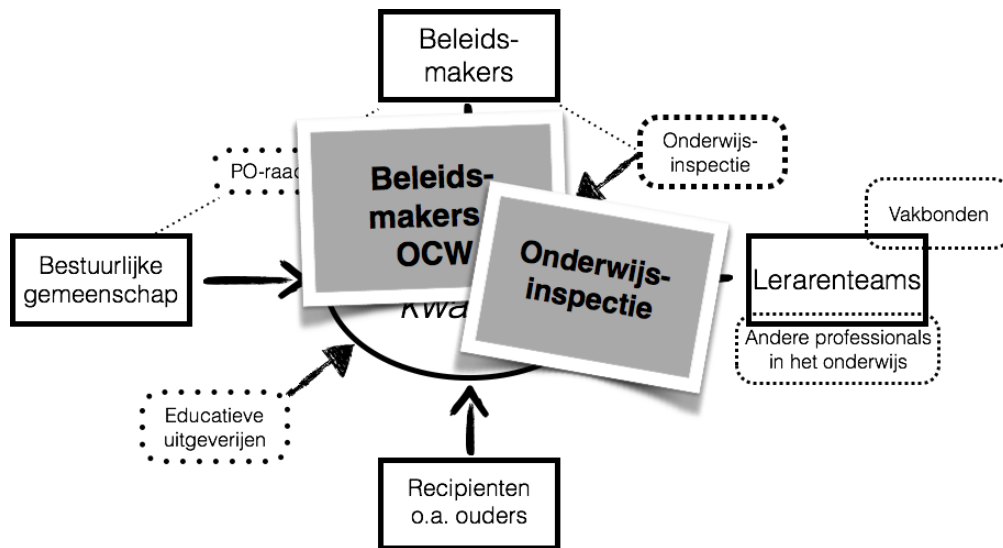 Beleids-
makers
Onderwijs-
inspectie
PO-raad
Beleids-
makers
OCW
Vakbonden
Bestuurlijke
gemeenschap
Onderwijs-
inspectie
Lerarenteams
Andere professionals
in het onderwijs
Educatieve
uitgeverijen
Recipienten
o.a. ouders